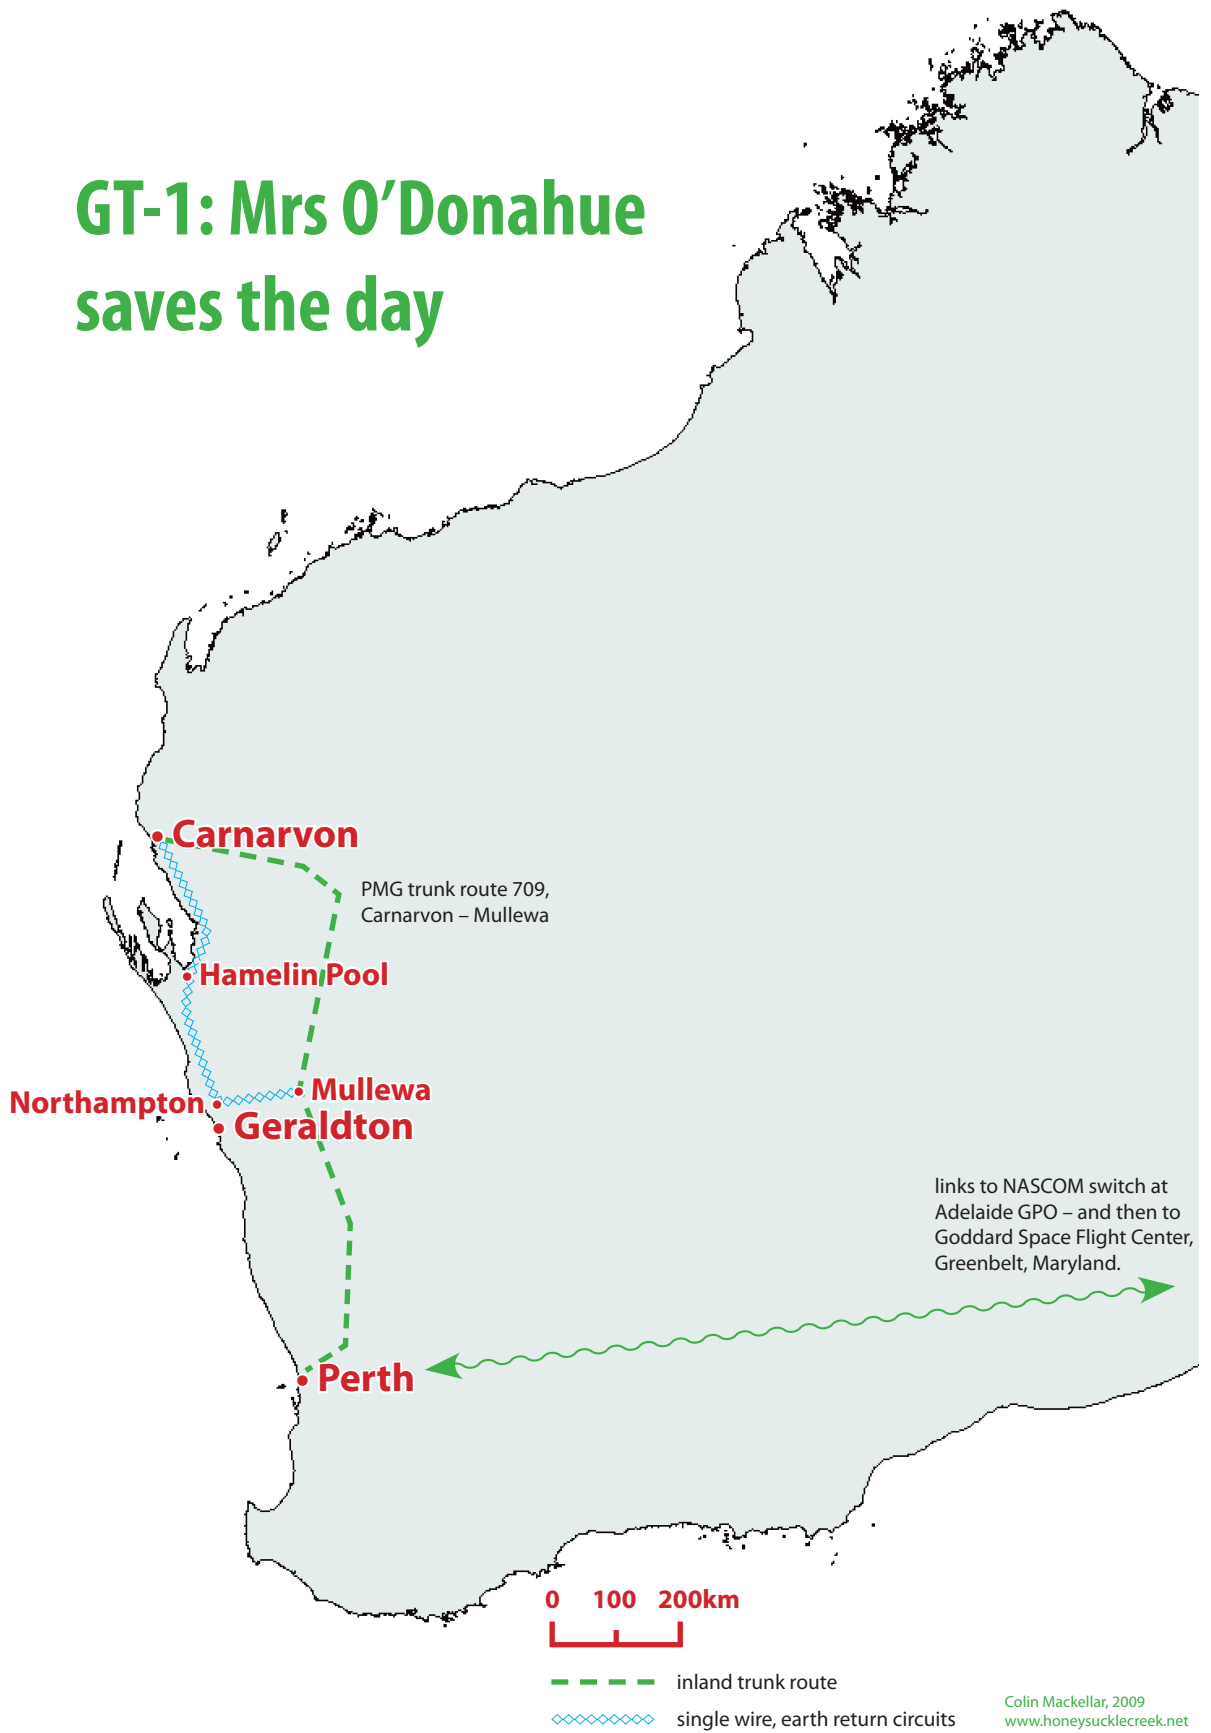 GT-1: Mrs O’Donahue
saves the day
Carnarvon
PMG trunk route 709,
Carnarvon – Mullewa
Hamelin Pool
Mullewa
Northampton
Geraldton
links to NASCOM switch at
Adelaide GPO – and then to
Goddard Space Flight Center,
Greenbelt, Maryland.
Perth
0 100 200km
inland trunk route
single wire, earth return circuits
Colin Mackellar, 2009
www.honeysucklecreek.net